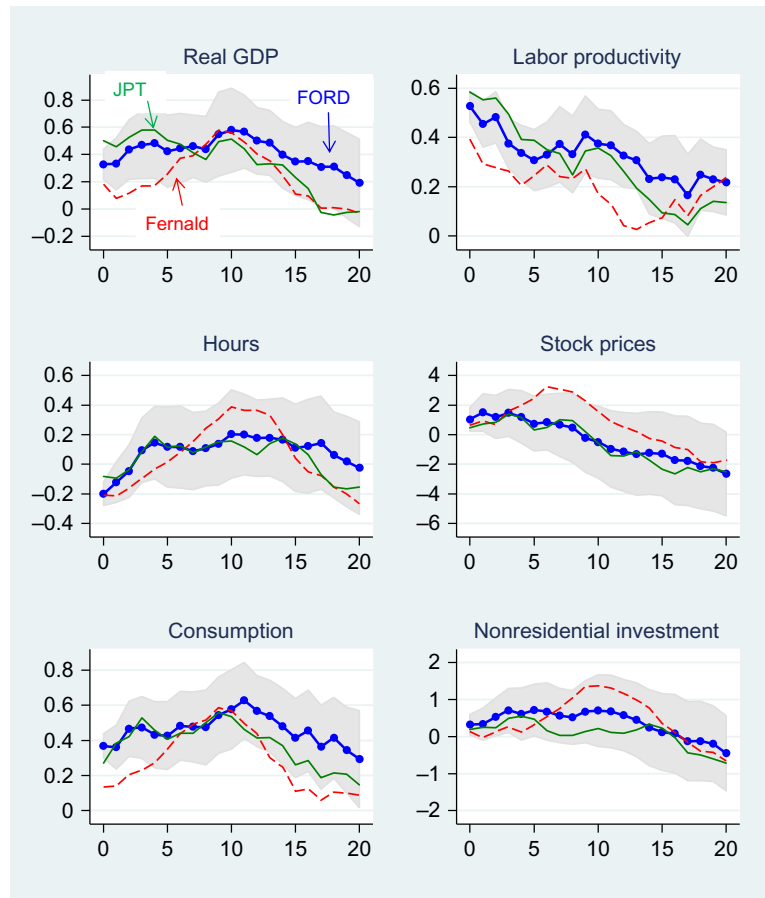 Real GDP
Labor productivity
0.8
0.6
0.4
0.2
0
–0.2
JPT
FORD
Fernald
0 5 10 15 20
0.6
0.4
0.2
0
0 5 10 15 20
Hours
Stock prices
0.6
0.4
0.2
0
–0.2
–0.4
0 5 10 15 20
4
2
0
–2
–4
–6
0 5 10 15 20
Consumption
Nonresidential investment
0.8
0.6
0.4
0.2
0
0 5 10 15 20
2
1
0
–1
–2
0 5 10 15 20